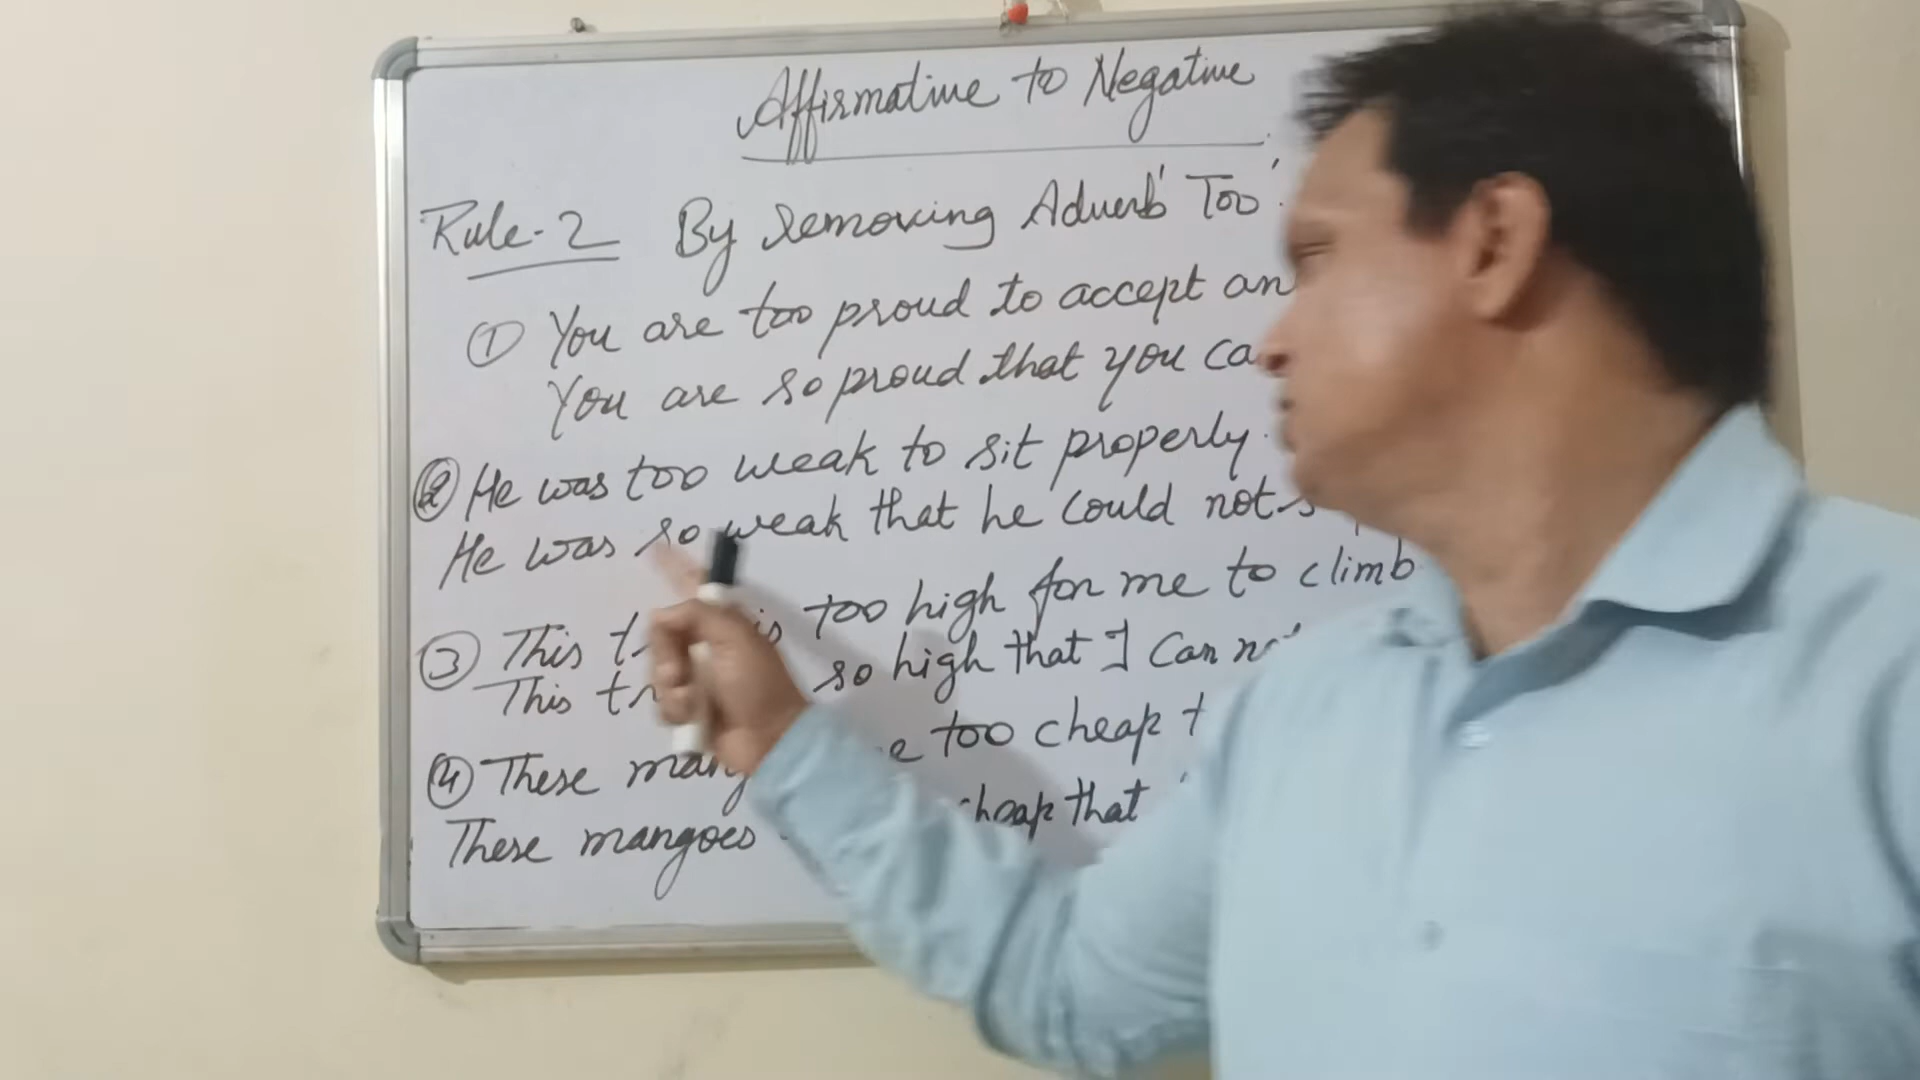 Affirmative to Negative
Rule-2 By removing Adverb 'Too'.
① You are too proud to accept an
You are so proud that you
② He was too weak to sit properly.
He was so weak that he could not
③ This is too high for me to climb
This so high that I can
④ These too cheap
These mangoes cheap that